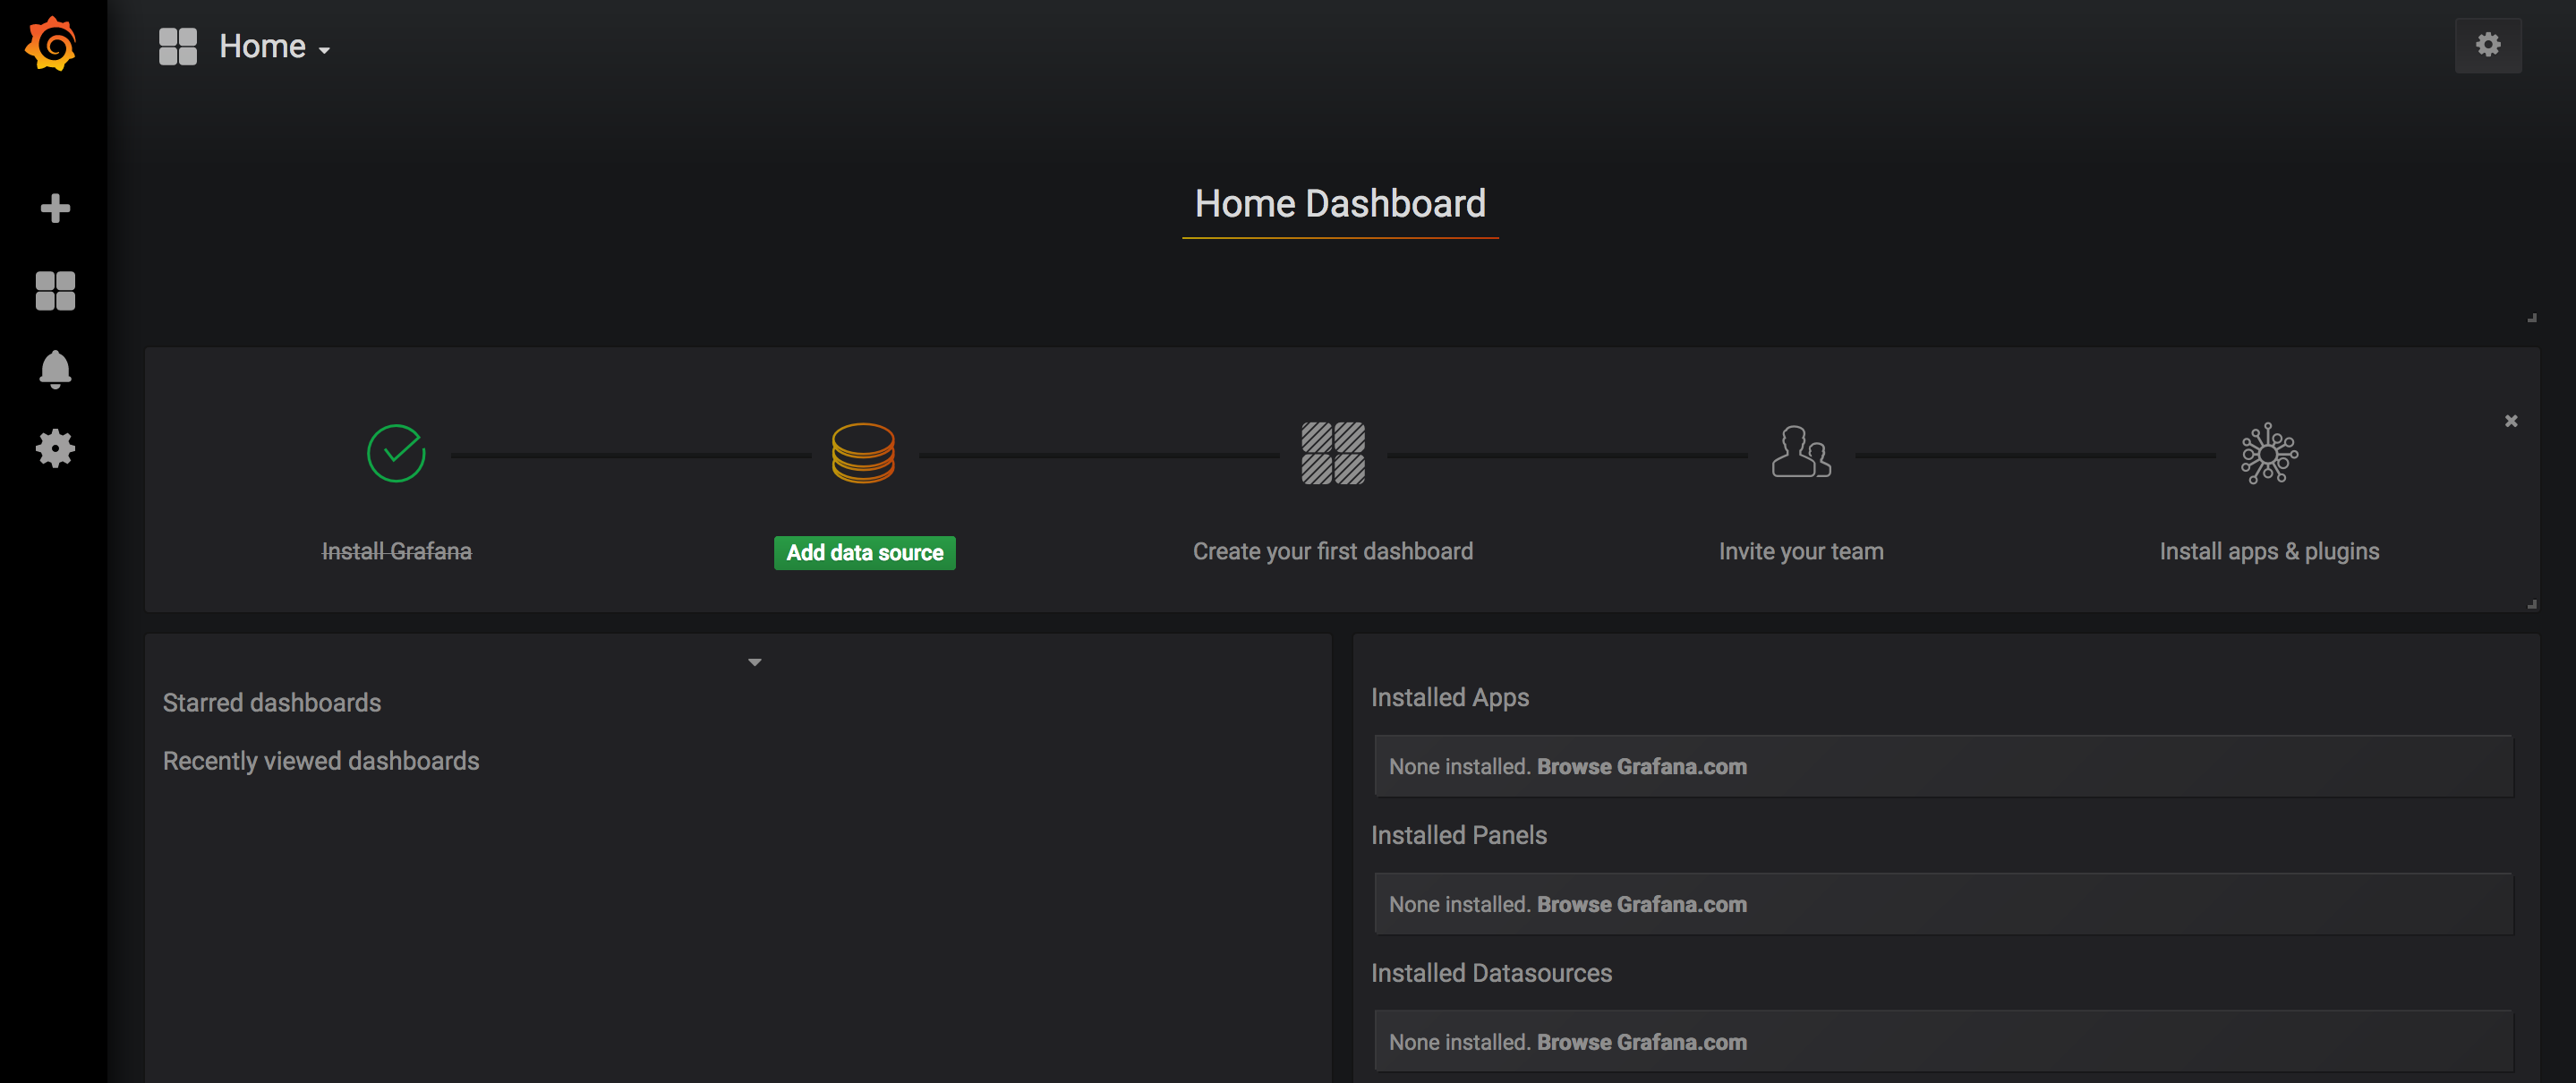 Home
Home Dashboard
Install Grafana
Add data source
Create your first dashboard
Invite your team
Install apps & plugins
Starred dashboards
Recently viewed dashboards
Installed Apps
None installed. Browse Grafana.com
Installed Panels
None installed. Browse Grafana.com
Installed Datasources
None installed. Browse Grafana.com